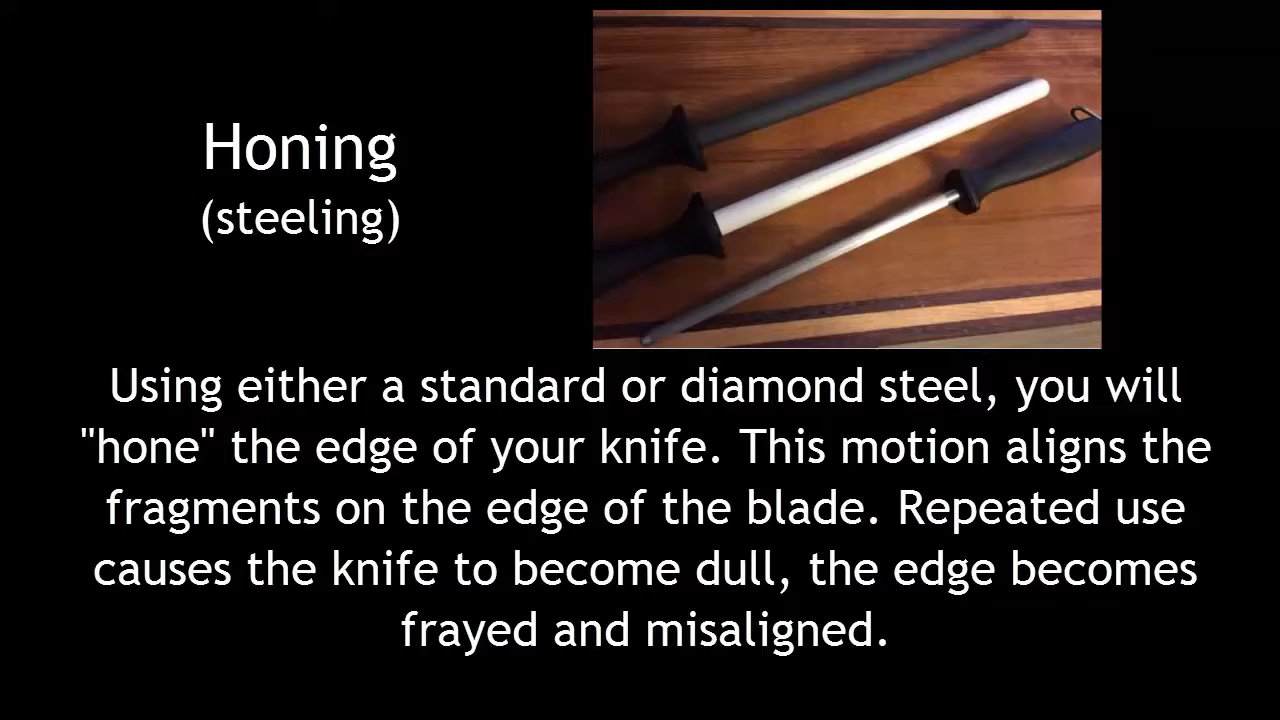 Honing
(steeling)
Using either a standard or diamond steel, you will
"hone" the edge of your knife. This motion aligns the
fragments on the edge of the blade. Repeated use
causes the knife to become dull, the edge becomes
frayed and misaligned.